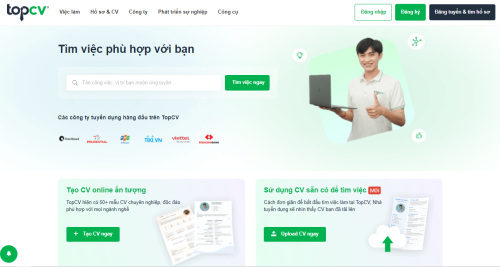 topcv
Việc làm
Hồ sơ & CV
Công ty
Phát triển sự nghiệp
Công cụ
Đăng nhập
Đăng ký
Đăng tuyển & tìm hồ sơ
Tìm việc phù hợp với bạn
Tên công việc, vị trí bạn muốn ứng tuyển ...
Tìm việc ngay
Các công ty tuyển dụng hàng đầu trên TopCV
PRUDENTIAL
FPT
TIKI.VN
viettel
TECHCOMBANK
Tạo CV online ấn tượng
TopCV hiện có 50+ mẫu CV chuyên nghiệp, độc đáo
phù hợp với mọi ngành nghề
+ Tạo CV ngay
Sử dụng CV sẵn có để tìm việc Mới
Cách đơn giản để bắt đầu tìm việc làm tại TopCV. Nhà
tuyển dụng sẽ nhìn thấy CV bạn đã tải lên
Upload CV ngay